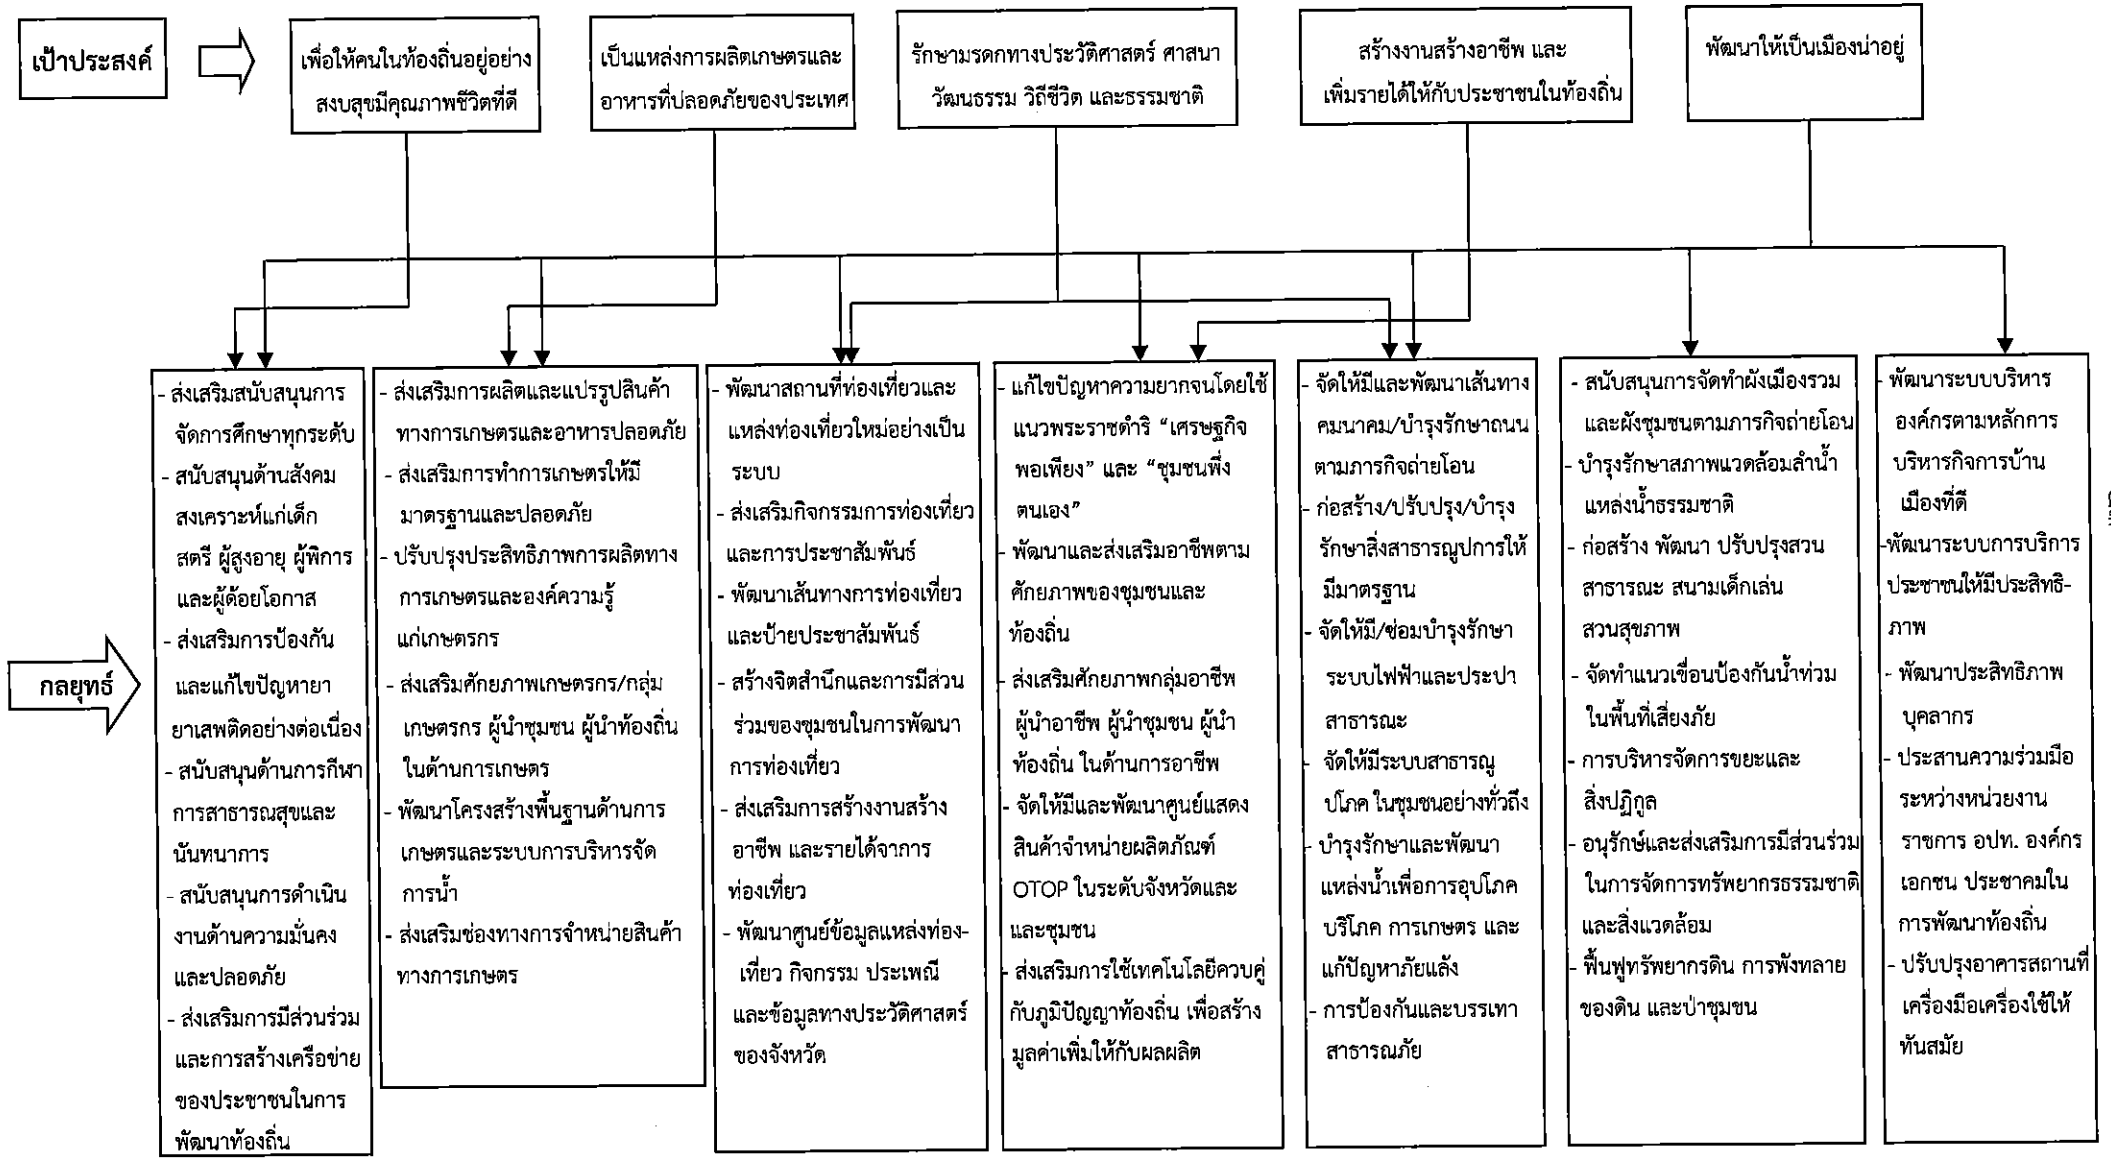 เป้าประสงค์
เพื่อให้คนในท้องถิ่นอยู่อย่าง
สงบสุขมีคุณภาพชีวิตที่ดี
เป็นแหล่งการผลิตเกษตรและ
อาหารที่ปลอดภัยของประเทศ
รักษามรดกทางประวัติศาสตร์ ศาสนา
วัฒนธรรม วิถีชีวิต และธรรมชาติ
สร้างงานสร้างอาชีพ และ
เพิ่มรายได้ให้กับประชาชนในท้องถิ่น
พัฒนาให้เป็นเมืองน่าอยู่
กลยุทธ์
- ส่งเสริมสนับสนุนการ
จัดการศึกษาทุกระดับ
- สนับสนุนด้านสังคม
สงเคราะห์แก่เด็ก
สตรี ผู้สูงอายุ ผู้พิการ
และผู้ด้อยโอกาส
- ส่งเสริมการป้องกัน
และแก้ไขปัญหายา
ยาเสพติดอย่างต่อเนื่อง
- สนับสนุนด้านการกีฬา
การสาธารณสุขและ
นันทนาการ
- สนับสนุนการดำเนิน
งานด้านความมั่นคง
และปลอดภัย
- ส่งเสริมการมีส่วนร่วม
และการสร้างเครือข่าย
ของประชาชนในการ
พัฒนาท้องถิ่น
- ส่งเสริมการผลิตและแปรรูปสินค้า
ทางการเกษตรและอาหารปลอดภัย
- ส่งเสริมการทำการเกษตรให้มี
มาตรฐานและปลอดภัย
- ปรับปรุงประสิทธิภาพการผลิตทาง
การเกษตรและองค์ความรู้
แก่เกษตรกร
- ส่งเสริมศักยภาพเกษตรกร/กลุ่ม
เกษตรกร ผู้นำชุมชน ผู้นำท้องถิ่น
ในด้านการเกษตร
- พัฒนาโครงสร้างพื้นฐานด้านการ
เกษตรและระบบการบริหารจัด
การน้ำ
- ส่งเสริมช่องทางการจำหน่ายสินค้า
ทางการเกษตร
- พัฒนาสถานที่ท่องเที่ยวและ
แหล่งท่องเที่ยวใหม่อย่างเป็น
ระบบ
- ส่งเสริมกิจกรรมการท่องเที่ยว
และการประชาสัมพันธ์
- พัฒนาเส้นทางการท่องเที่ยว
และป้ายประชาสัมพันธ์
- สร้างจิตสำนึกและการมีส่วน
ร่วมของชุมชนในการพัฒนา
การท่องเที่ยว
- ส่งเสริมการสร้างงานสร้าง
อาชีพ และรายได้จาการ
ท่องเที่ยว
- พัฒนาศูนย์ข้อมูลแหล่งท่อง-
เที่ยว กิจกรรม ประเพณี
และข้อมูลทางประวัติศาสตร์
ของจังหวัด
- แก้ไขปัญหาความยากจนโดยใช้
แนวพระราชดำริ “เศรษฐกิจ
พอเพียง” และ “ชุมชนพึ่ง
ตนเอง”
- พัฒนาและส่งเสริมอาชีพตาม
ศักยภาพของชุมชนและ
ท้องถิ่น
- ส่งเสริมศักยภาพกลุ่มอาชีพ
ผู้นำอาชีพ ผู้นำชุมชน ผู้นำ
ท้องถิ่น ในด้านการอาชีพ
- จัดให้มีและพัฒนาศูนย์แสดง
สินค้าจำหน่ายผลิตภัณฑ์
OTOP ในระดับจังหวัดและ
และชุมชน
- ส่งเสริมการใช้เทคโนโลยีควบคู่
กับภูมิปัญญาท้องถิ่น เพื่อสร้าง
มูลค่าเพิ่มให้กับผลผลิต
- จัดให้มีและพัฒนาเส้นทาง
คมนาคม/บำรุงรักษาถนน
ตามภารกิจถ่ายโอน
- ก่อสร้าง/ปรับปรุง/บำรุง
รักษาสิ่งสาธารณูปการให้
มีมาตรฐาน
- จัดให้มี/ซ่อมบำรุงรักษา
ระบบไฟฟ้าและประปา
สาธารณะ
- จัดให้มีระบบสาธารณู
ปโภค ในชุมชนอย่างทั่วถึง
- บำรุงรักษาและพัฒนา
แหล่งน้ำเพื่อการอุปโภค
บริโภค การเกษตร และ
แก้ปัญหาภัยแล้ง
- การป้องกันและบรรเทา
สาธารณภัย
- สนับสนุนการจัดทำผังเมืองรวม
และผังชุมชนตามภารกิจถ่ายโอน
- บำรุงรักษาสภาพแวดล้อมลำน้ำ
แหล่งน้ำธรรมชาติ
- ก่อสร้าง พัฒนา ปรับปรุงสวน
สาธารณะ สนามเด็กเล่น
สวนสุขภาพ
- จัดทำแนวเขื่อนป้องกันน้ำท่วม
ในพื้นที่เสี่ยงภัย
- การบริหารจัดการขยะและ
สิ่งปฏิกูล
- อนุรักษ์และส่งเสริมการมีส่วนร่วม
ในการจัดการทรัพยากรธรรมชาติ
และสิ่งแวดล้อม
- ฟื้นฟูทรัพยากรดิน การพังทลาย
ของดิน และป่าชุมชน
- พัฒนาระบบบริหาร
องค์กรตามหลักการ
บริหารกิจการบ้าน
เมืองที่ดี
-พัฒนาระบบการบริการ
ประชาชนให้มีประสิทธิ-
ภาพ
- พัฒนาประสิทธิภาพ
บุคลากร
- ประสานความร่วมมือ
ระหว่างหน่วยงาน
ราชการ อปท. องค์กร
เอกชน ประชาคมใน
การพัฒนาท้องถิ่น
- ปรับปรุงอาคารสถานที่
เครื่องมือเครื่องใช้ให้
ทันสมัย